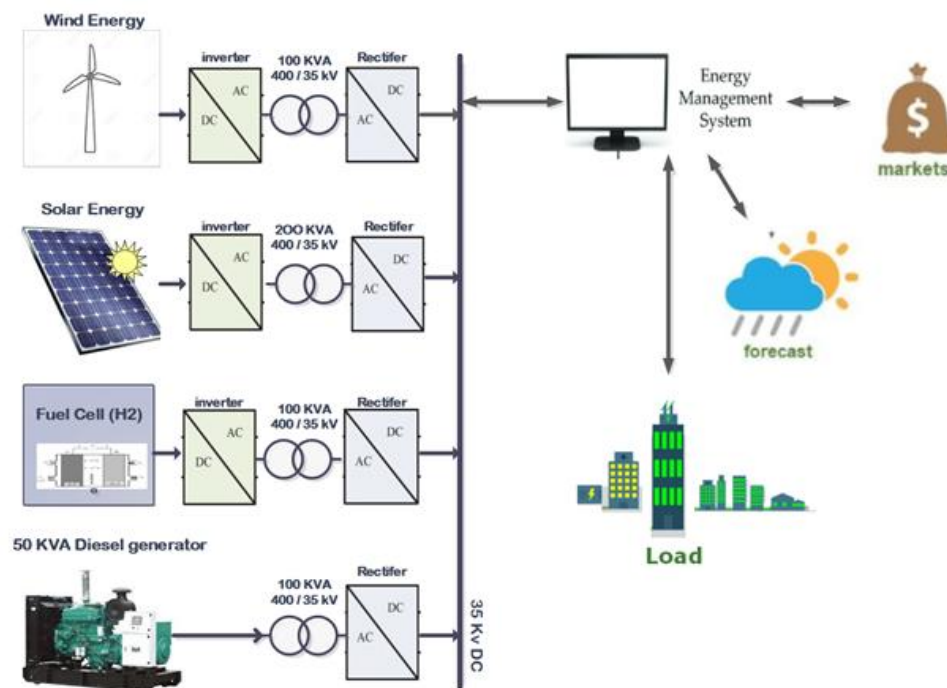 Wind Energy
inverter
AC
DC
100 KVA
400 / 35 kV
Rectifer
DC
AC
Energy
Management
System
$
markets
Solar Energy
inverter
AC
DC
200 KVA
400 / 35 kV
Rectifer
DC
AC
forecast
Fuel Cell (H2)
inverter
AC
DC
100 KVA
400 / 35 kV
Rectifer
DC
AC
Load
50 KVA Diesel generator
100 KVA
400 / 35 kV
Rectifer
DC
AC
35 Kv DC